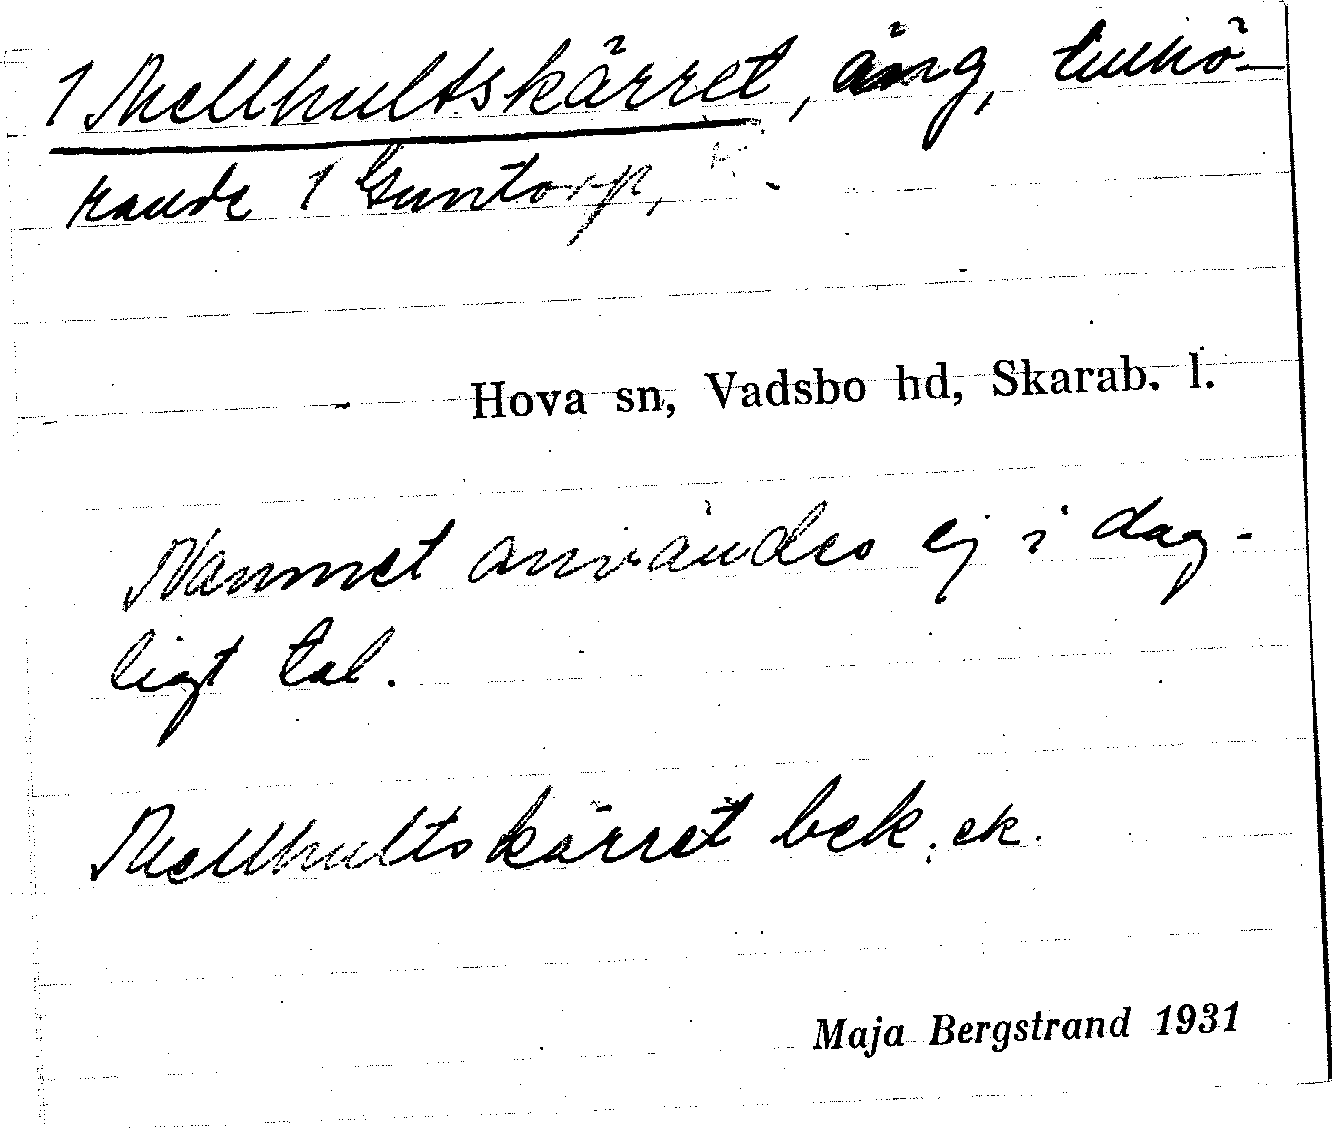 1 Mellhultskärret, äng, tillhö-
rande 1 Guntorp,
Hova sn, Vadsbo hd, Skarab. l.
Namnet användes ej i dag-
ligt tal.
Mellhultskärret bek. ek.
Maja Bergstrand 1931